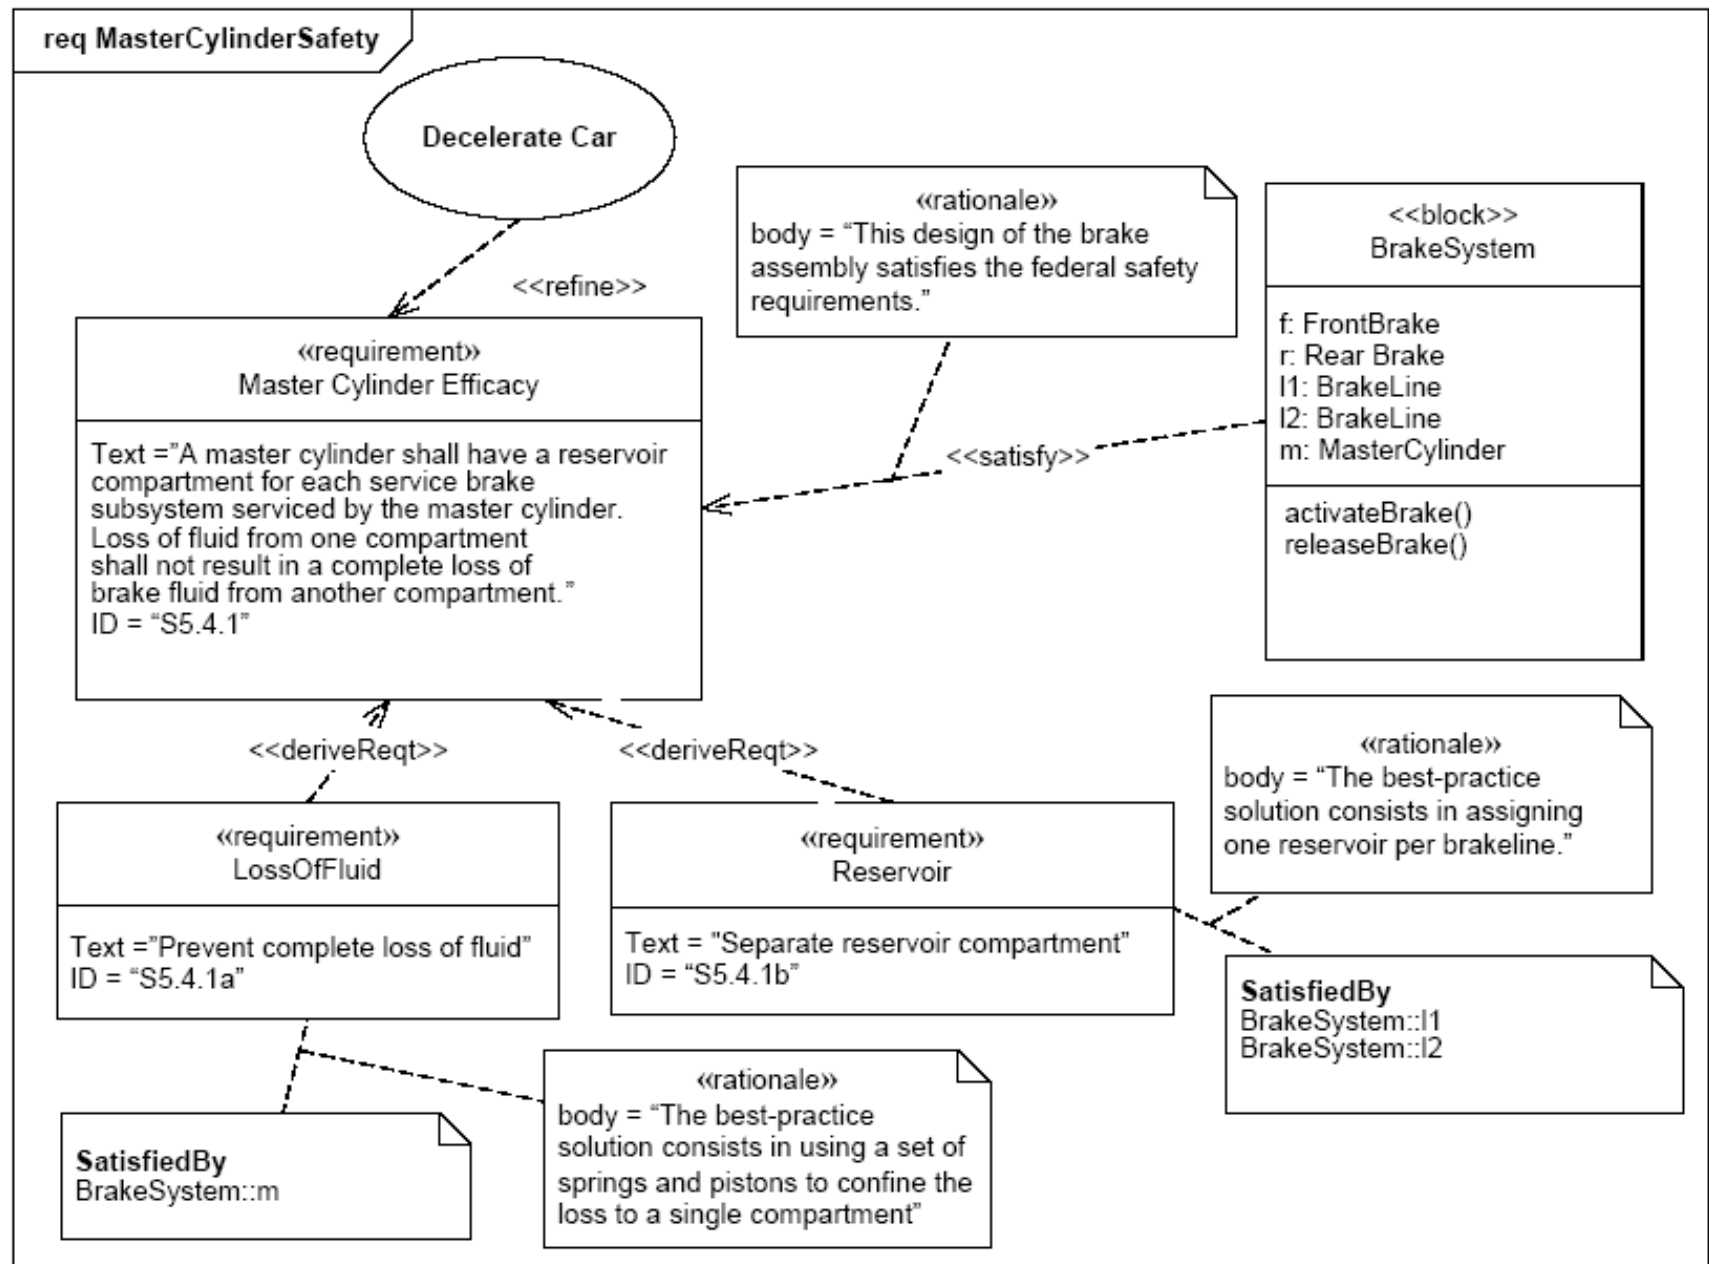 req MasterCylinderSafety
Decelerate Car
<<refine>>
«rationale»
body = “This design of the brake
assembly satisfies the federal safety
requirements.”
<<block>>
BrakeSystem
f: FrontBrake
r: Rear Brake
l1: BrakeLine
l2: BrakeLine
m: MasterCylinder
activateBrake()
releaseBrake()
«requirement»
Master Cylinder Efficacy
Text =”A master cylinder shall have a reservoir
compartment for each service brake
subsystem serviced by the master cylinder.
Loss of fluid from one compartment
shall not result in a complete loss of
brake fluid from another compartment.”
ID = “S5.4.1”
<<satisfy>>
<<deriveReqt>>
<<deriveReqt>>
«requirement»
LossOfFluid
Text =”Prevent complete loss of fluid”
ID = “S5.4.1a”
«requirement»
Reservoir
Text = "Separate reservoir compartment”
ID = “S5.4.1b”
«rationale»
body = “The best-practice
solution consists in assigning
one reservoir per brakeline.”
SatisfiedBy
BrakeSystem::l1
BrakeSystem::l2
SatisfiedBy
BrakeSystem::m
«rationale»
body = “The best-practice
solution consists in using a set of
springs and pistons to confine the
loss to a single compartment”